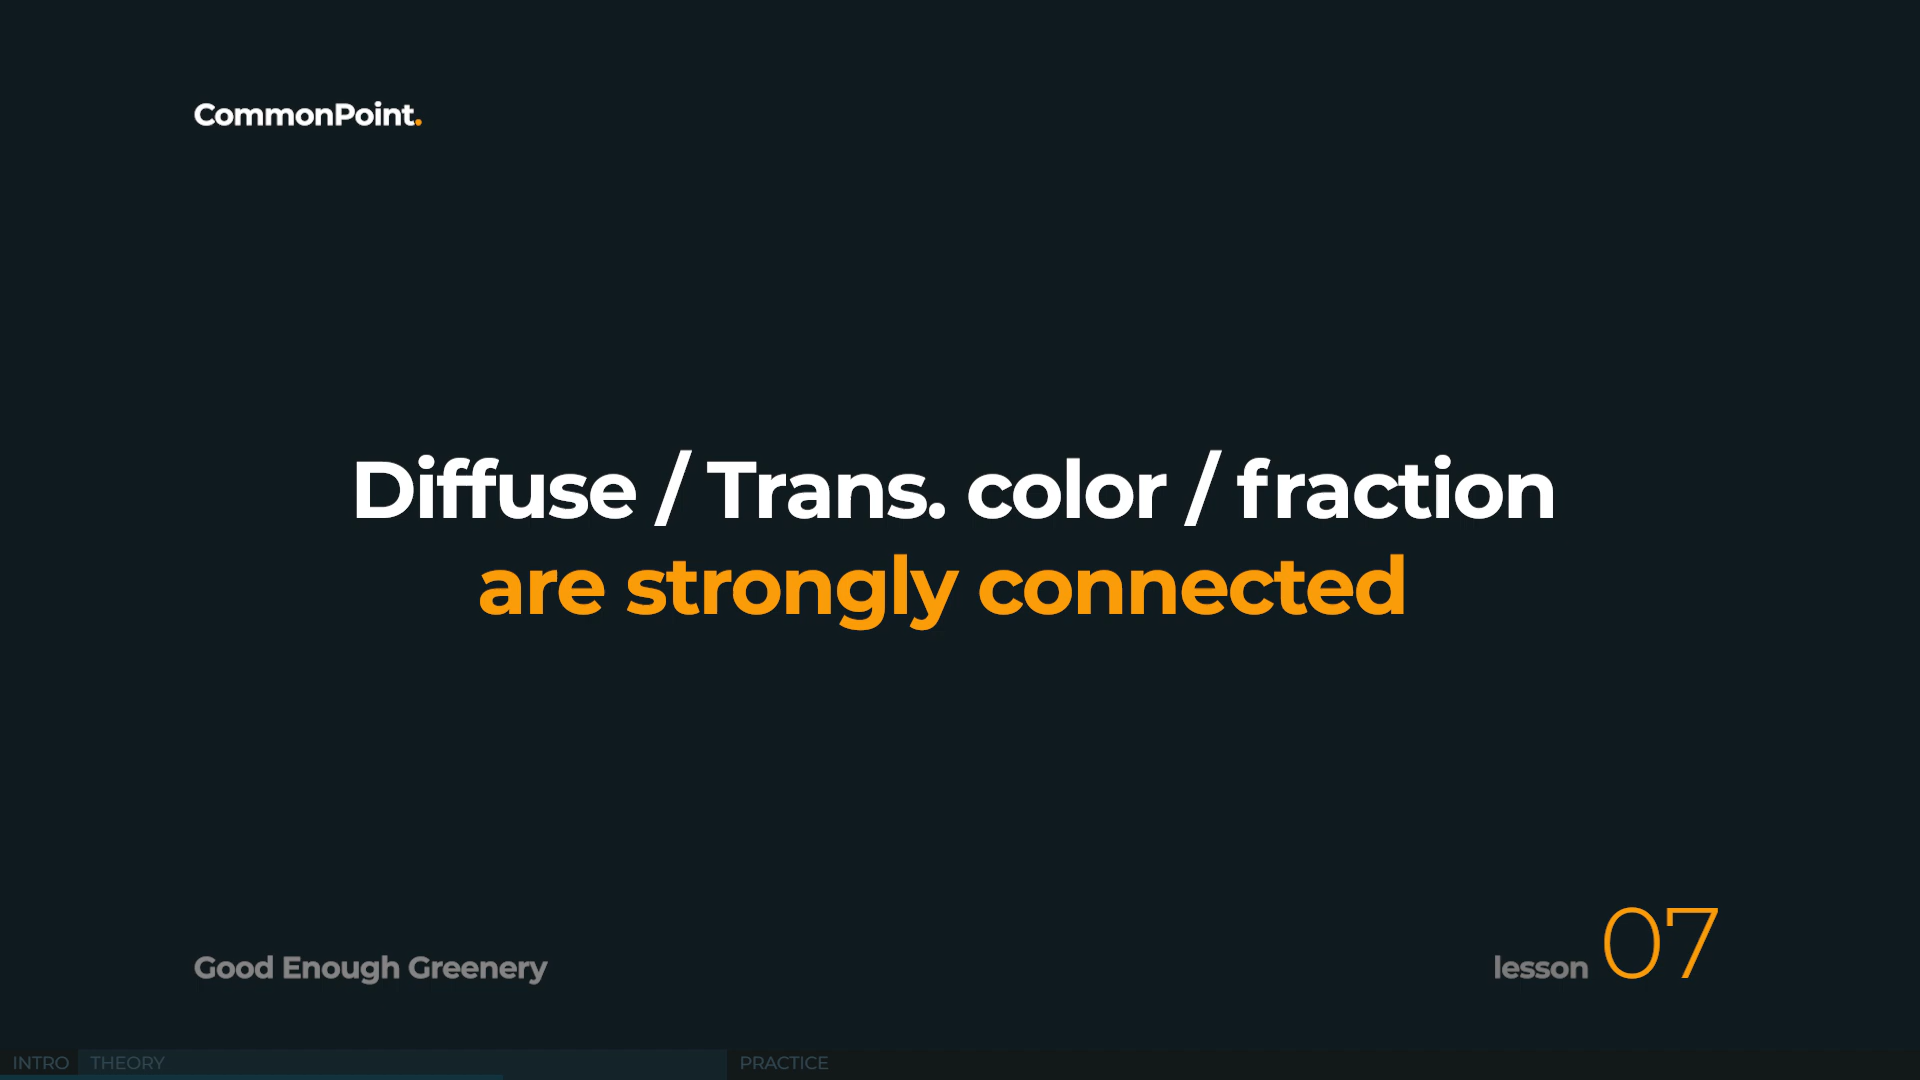 CommonPoint.
Diffuse / Trans. color / fraction
are strongly connected
Good Enough Greenery
lesson 07
INTRO THEORY PRACTICE